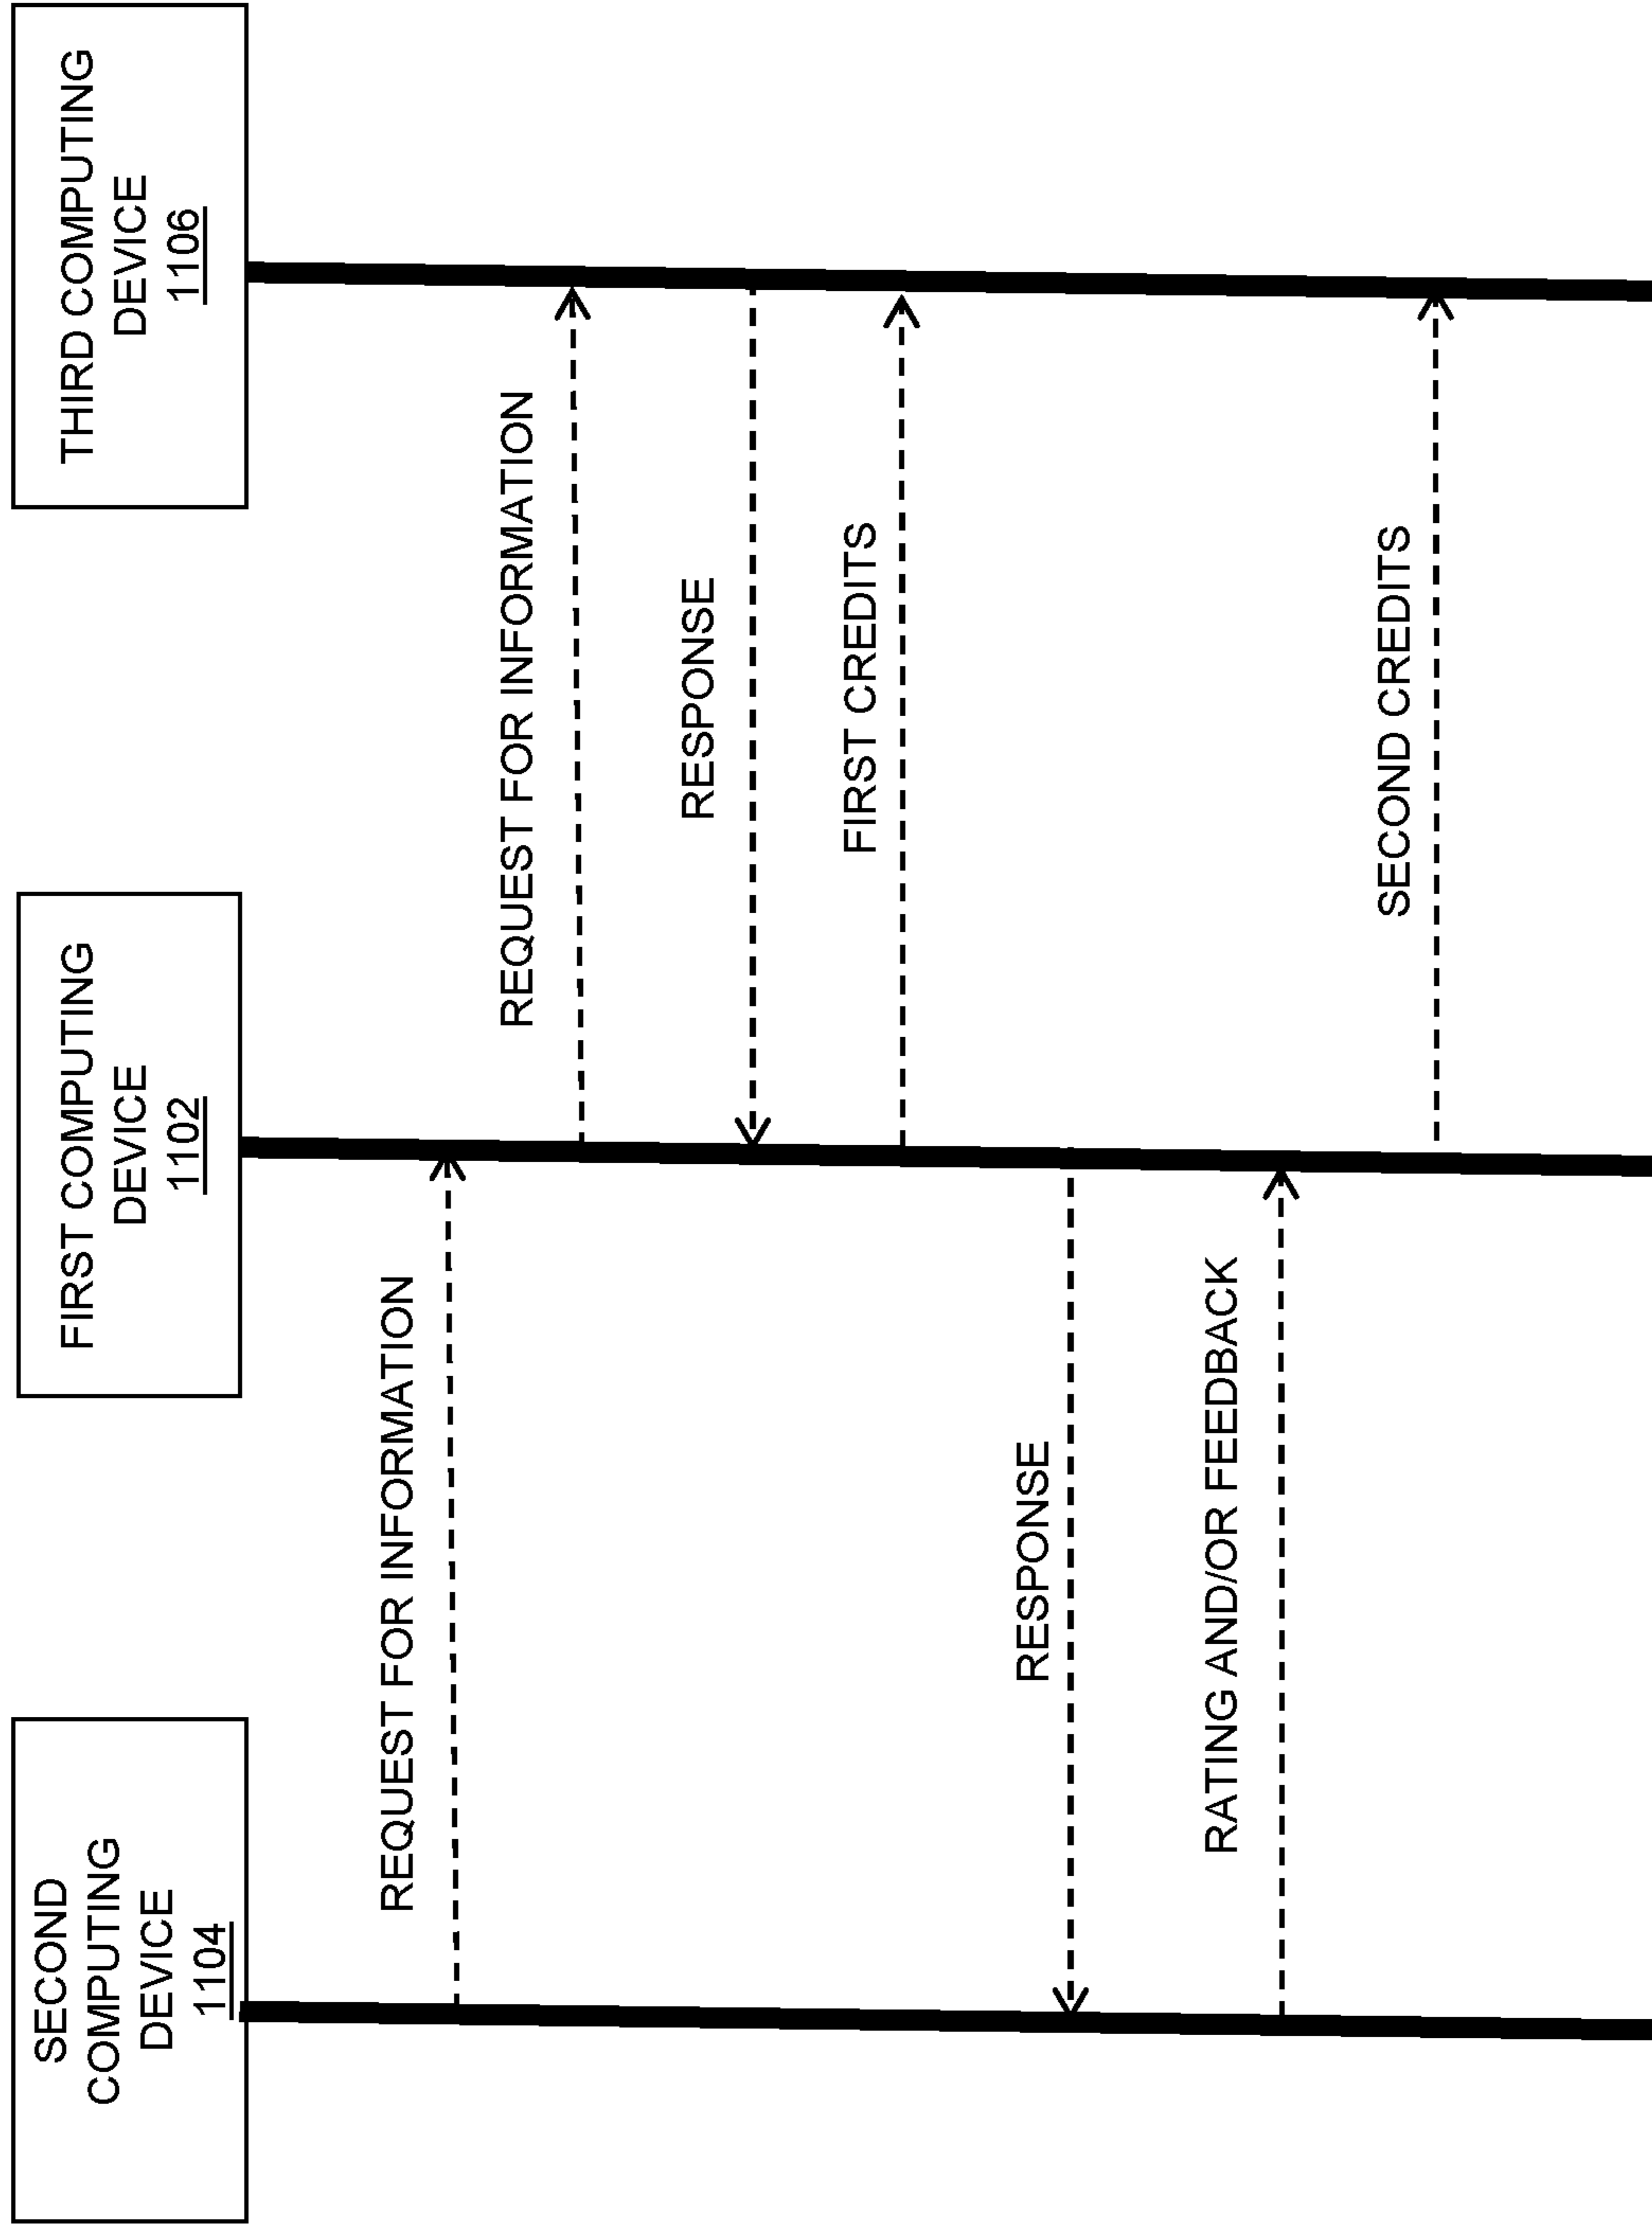 SECOND
COMPUTING
DEVICE
1104
FIRST COMPUTING
DEVICE
1102
THIRD COMPUTING
DEVICE
1106
REQUEST FOR INFORMATION
REQUEST FOR INFORMATION
RESPONSE
FIRST CREDITS
RESPONSE
RATING AND/OR FEEDBACK
SECOND CREDITS